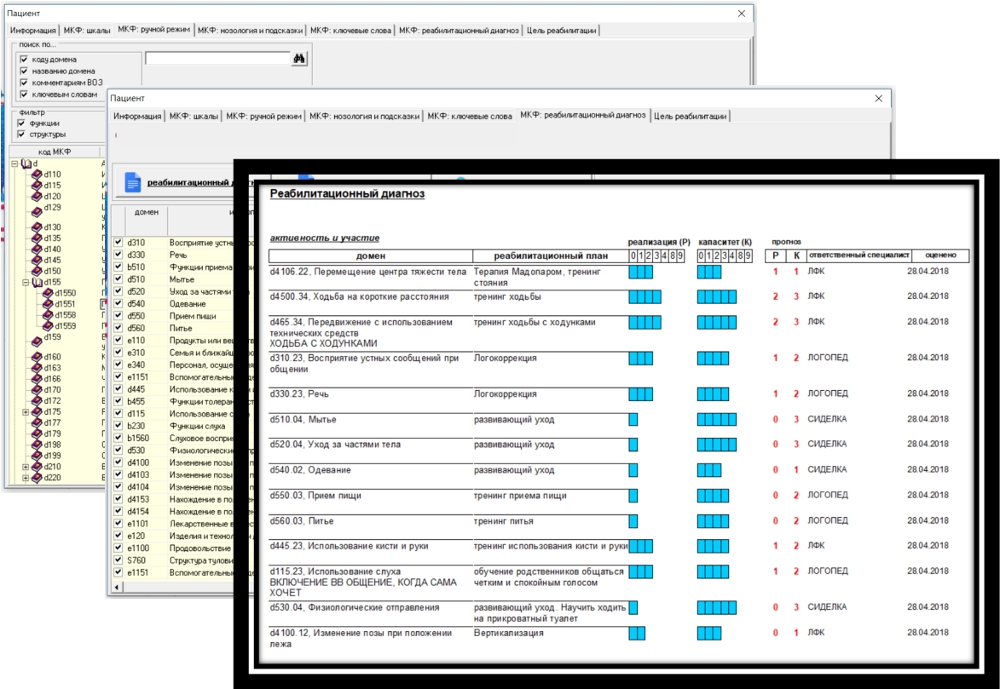 Пациент
Информация МКФ: шкалы МКФ: ручной режим МКФ: нозология и подсказки МКФ: ключевые слова МКФ: реабилитационный диагноз Цель реабилитации
поиск по...
коду домена
названию домена
комментариям ВОЗ
ключевым словам
Фильтр
функции
структуры
код МКФ
d
d110
d115
d120
d129
d130
d135
d140
d145
d150
d155
d1550
d1551
d1558
d1559
d159
d160
d163
d166
d170
d172
d175
d177
d179
d198
d199
d210
d220
Пациент
Информация МКФ: шкалы МКФ: ручной режим МКФ: нозология и подсказки МКФ: ключевые слова МКФ: реабилитационный диагноз Цель реабилитации
реабилитационный
домен
d310 Восприятие
d330 Речь
b510 Функции приема
d510 Мытье
d520 Уход за частями
d540 Одевание
d550 Прием пищи
d560 Питье
e110 Продукты или
e310 Семья и
e340 Персонал,
e1151 Вспомогательны
d445 Использование
b455 Функции
d115 Использование
b230 Функции слуха
b1560 Слуховое
d530 Физиологические
d4100 Изменение позы
d4103 Изменение позы
d4104 Изменение позы
d4153 Нахождение в
d4154 Нахождение в
e1101 Лекарственные
e120 Изделия и
e1100 Продовольствие
S760 Структура
e1151 Вспомогательны
Реабилитационный диагноз
активность и участие
реализация (Р) капаситет (К) прогноз
домен реабилитационный план 0 1 2 3 4 8 9 0 1 2 3 4 8 9 Р К ответственный специалист оценено
d4106.22, Перемещение центра тяжести тела Терапия Мадопаром, тренинг 1 1 ЛФК 28.04.2018
стояния
d4500.34, Ходьба на короткие расстояния тренинг ходьбы 2 3 ЛФК 28.04.2018
d465.34, Передвижение с использованием тренинг ходьбы с ходунками 2 3 ЛФК 28.04.2018
технических средств
ХОДЬБА С ХОДУНКАМИ
d310.23, Восприятие устных сообщений при Логокоррекция 1 2 ЛОГОПЕД 28.04.2018
общении
d330.23, Речь Логокоррекция 1 2 ЛОГОПЕД 28.04.2018
d510.04, Мытье развивающий уход 0 3 СИДЕЛКА 28.04.2018
d520.04, Уход за частями тела развивающий уход 0 3 СИДЕЛКА 28.04.2018
d540.02, Одевание развивающий уход 0 1 СИДЕЛКА 28.04.2018
d550.03, Прием пищи тренинг приема пищи 0 2 ЛОГОПЕД 28.04.2018
d560.03, Питье тренинг питья 0 2 ЛОГОПЕД 28.04.2018
d445.23, Использование кисти и руки тренинг использования кисти и руки 1 2 ЛФК 28.04.2018
d115.23, Использование слуха обучение родственников общаться 1 2 ЛОГОПЕД 28.04.2018
ВКЛЮЧЕНИЕ ВВ ОБЩЕНИЕ, КОГДА САМА четким и спокойным голосом
ХОЧЕТ
d530.04, Физиологические отправления развивающий уход. Научить ходить 0 3 СИДЕЛКА 28.04.2018
на прикроватный туалет
d4100.12, Изменение позы при положении Вертикализация 0 1 ЛФК 28.04.2018
лежа